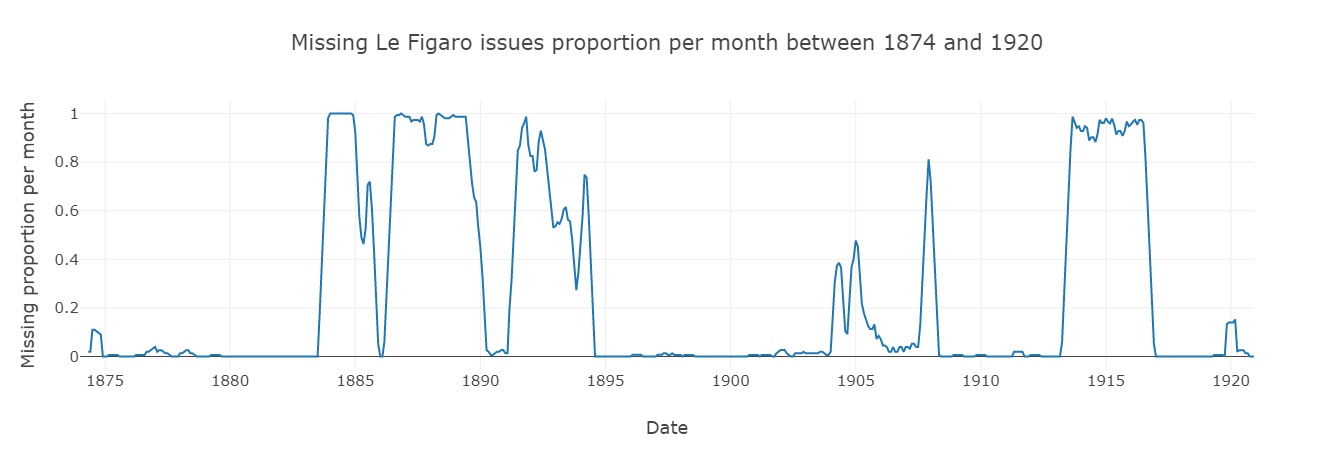 Missing Le Figaro issues proportion per month between 1874 and 1920
Missing proportion per month
1
0.8
0.6
0.4
0.2
0
1875 1880 1885 1890 1895 1900 1905 1910 1915 1920
Date